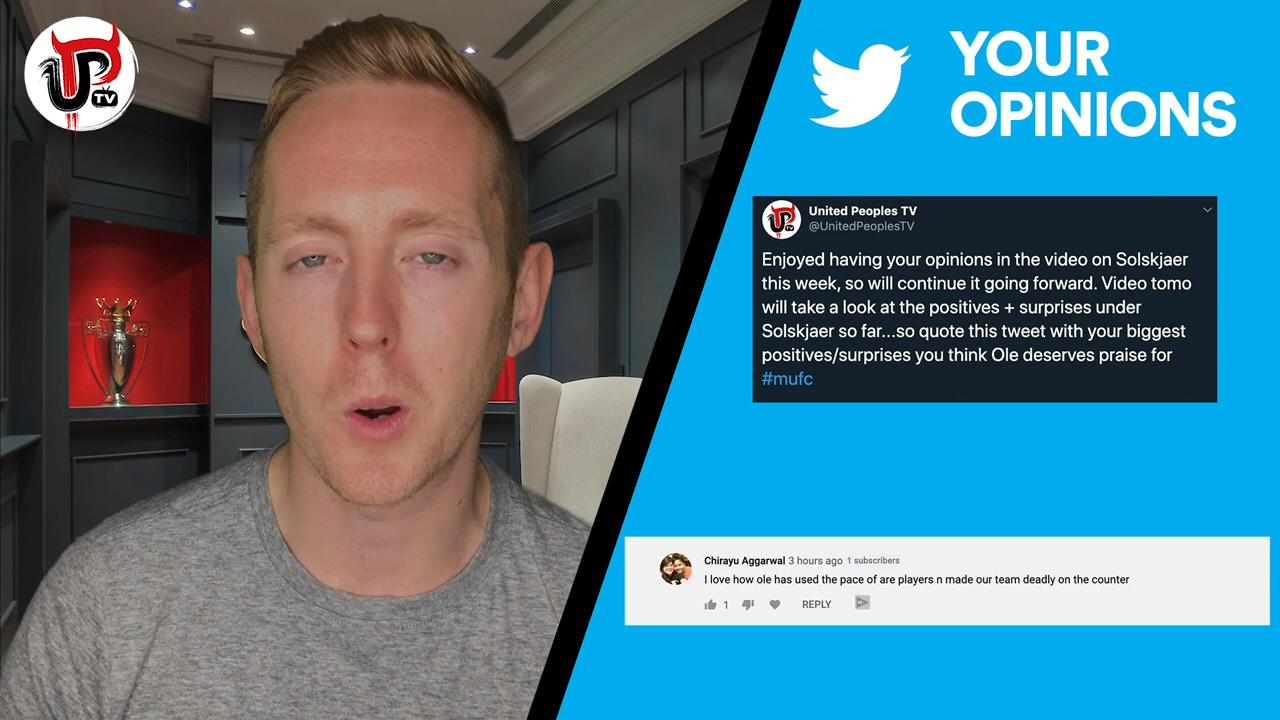 UP
TV
YOUR
OPINIONS
UP
TV
United Peoples TV
@UnitedPeoplesTV
Enjoyed having your opinions in the video on Solskjaer
this week, so will continue it going forward. Video tomo
will take a look at the positives + surprises under
Solskjaer so far...so quote this tweet with your biggest
positives/surprises you think Ole deserves praise for
#mufc
Chirayu Aggarwal 3 hours ago 1 subscribers
I love how ole has used the pace of are players n made our team deadly on the counter
1 REPLY